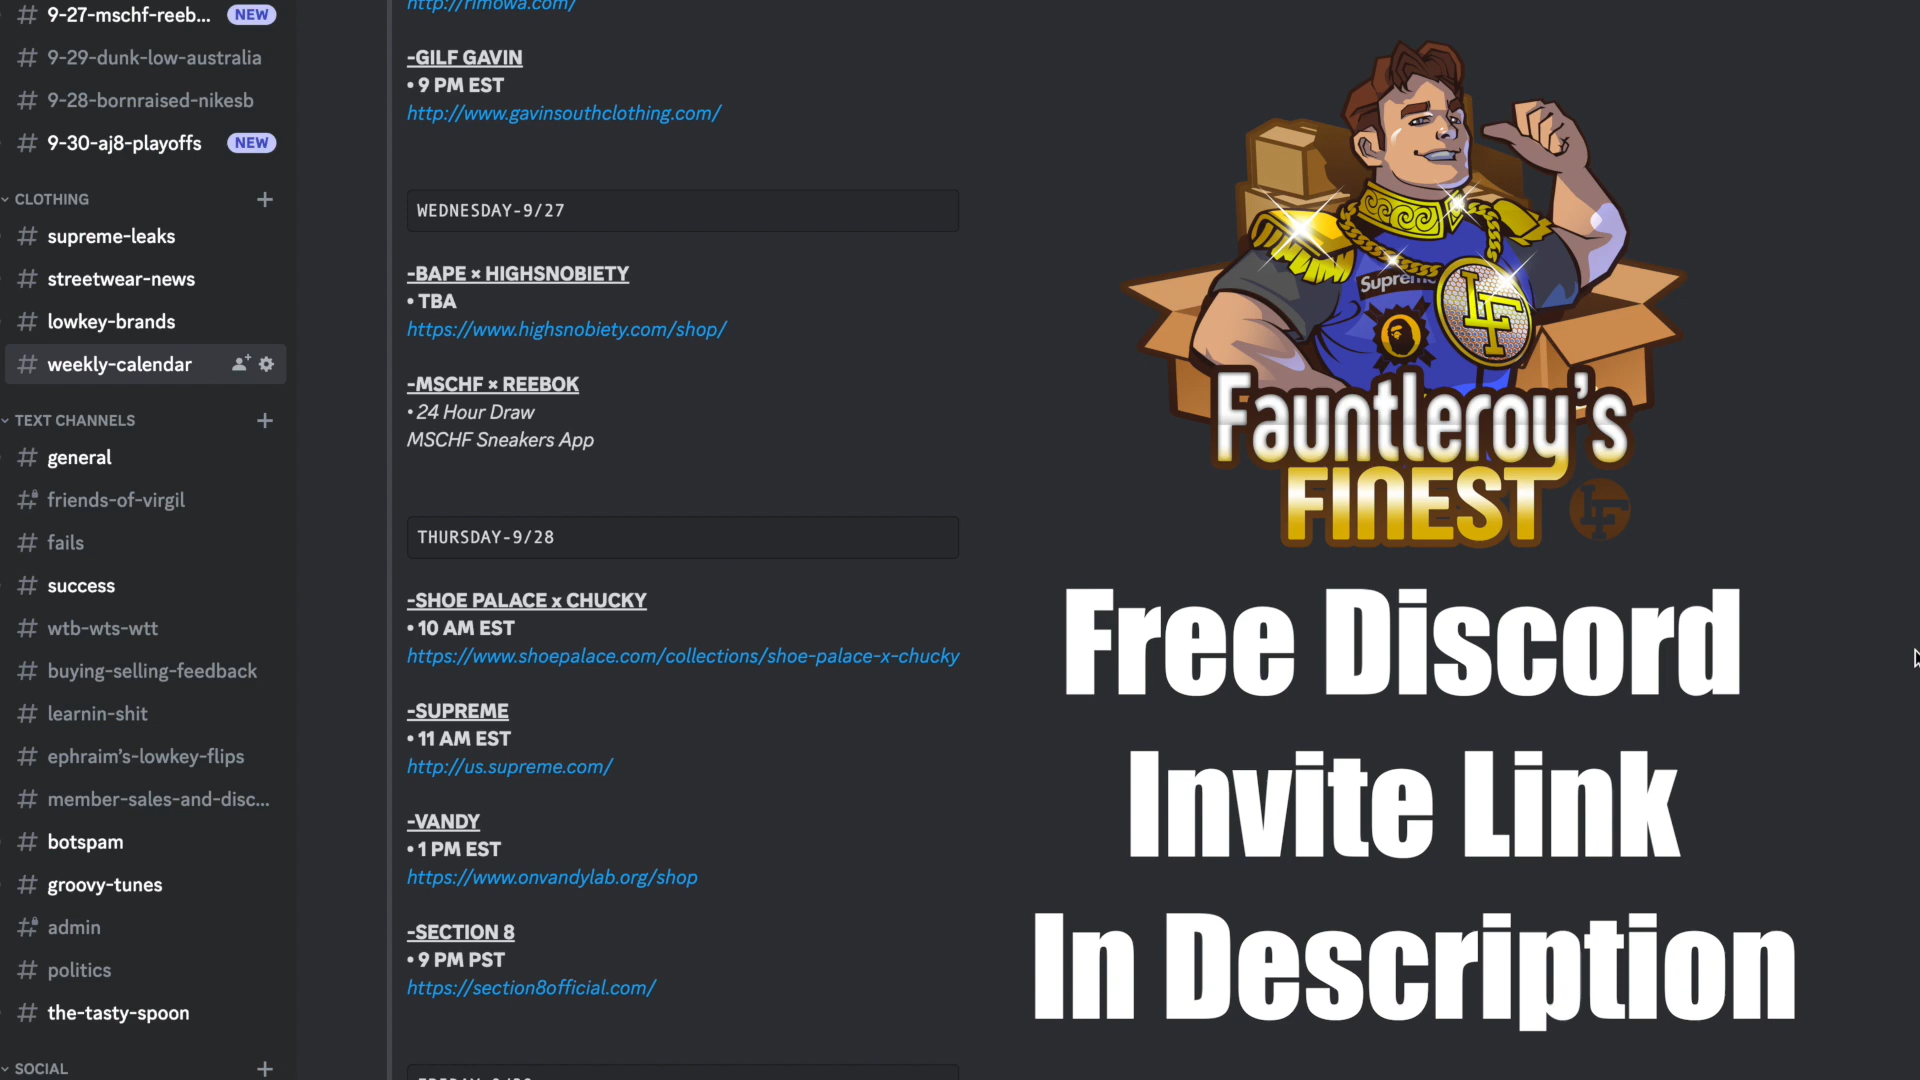 9-27-mschf-reeb...
NEW
9-29-dunk-low-australia
9-28-bornraised-nikesb
9-30-aj8-playoffs
NEW
CLOTHING
supreme-leaks
streetwear-news
lowkey-brands
weekly-calendar
TEXT CHANNELS
general
friends-of-virgil
fails
success
wtb-wts-wtt
buying-selling-feedback
learnin-shit
ephraim's-lowkey-flips
member-sales-and-disc...
botspam
groovy-tunes
admin
politics
the-tasty-spoon
SOCIAL
http://rimowa.com/
-GILF GAVIN
• 9 PM EST
http://www.gavinsouthclothing.com/
WEDNESDAY-9/27
-BAPE × HIGHSNOBIETY
• TBA
https://www.highsnobiety.com/shop/
-MSCHF × REEBOK
• 24 Hour Draw
MSCHF Sneakers App
THURSDAY-9/28
-SHOE PALACE x CHUCKY
• 10 AM EST
https://www.shoepalace.com/collections/shoe-palace-x-chucky
-SUPREME
• 11 AM EST
http://us.supreme.com/
-VANDY
• 1 PM EST
https://www.onvandylab.org/shop
-SECTION 8
• 9 PM PST
https://section8official.com/
Supreme
LF
Fauntleroy's
FINEST
LF
Free Discord
Invite Link
In Description